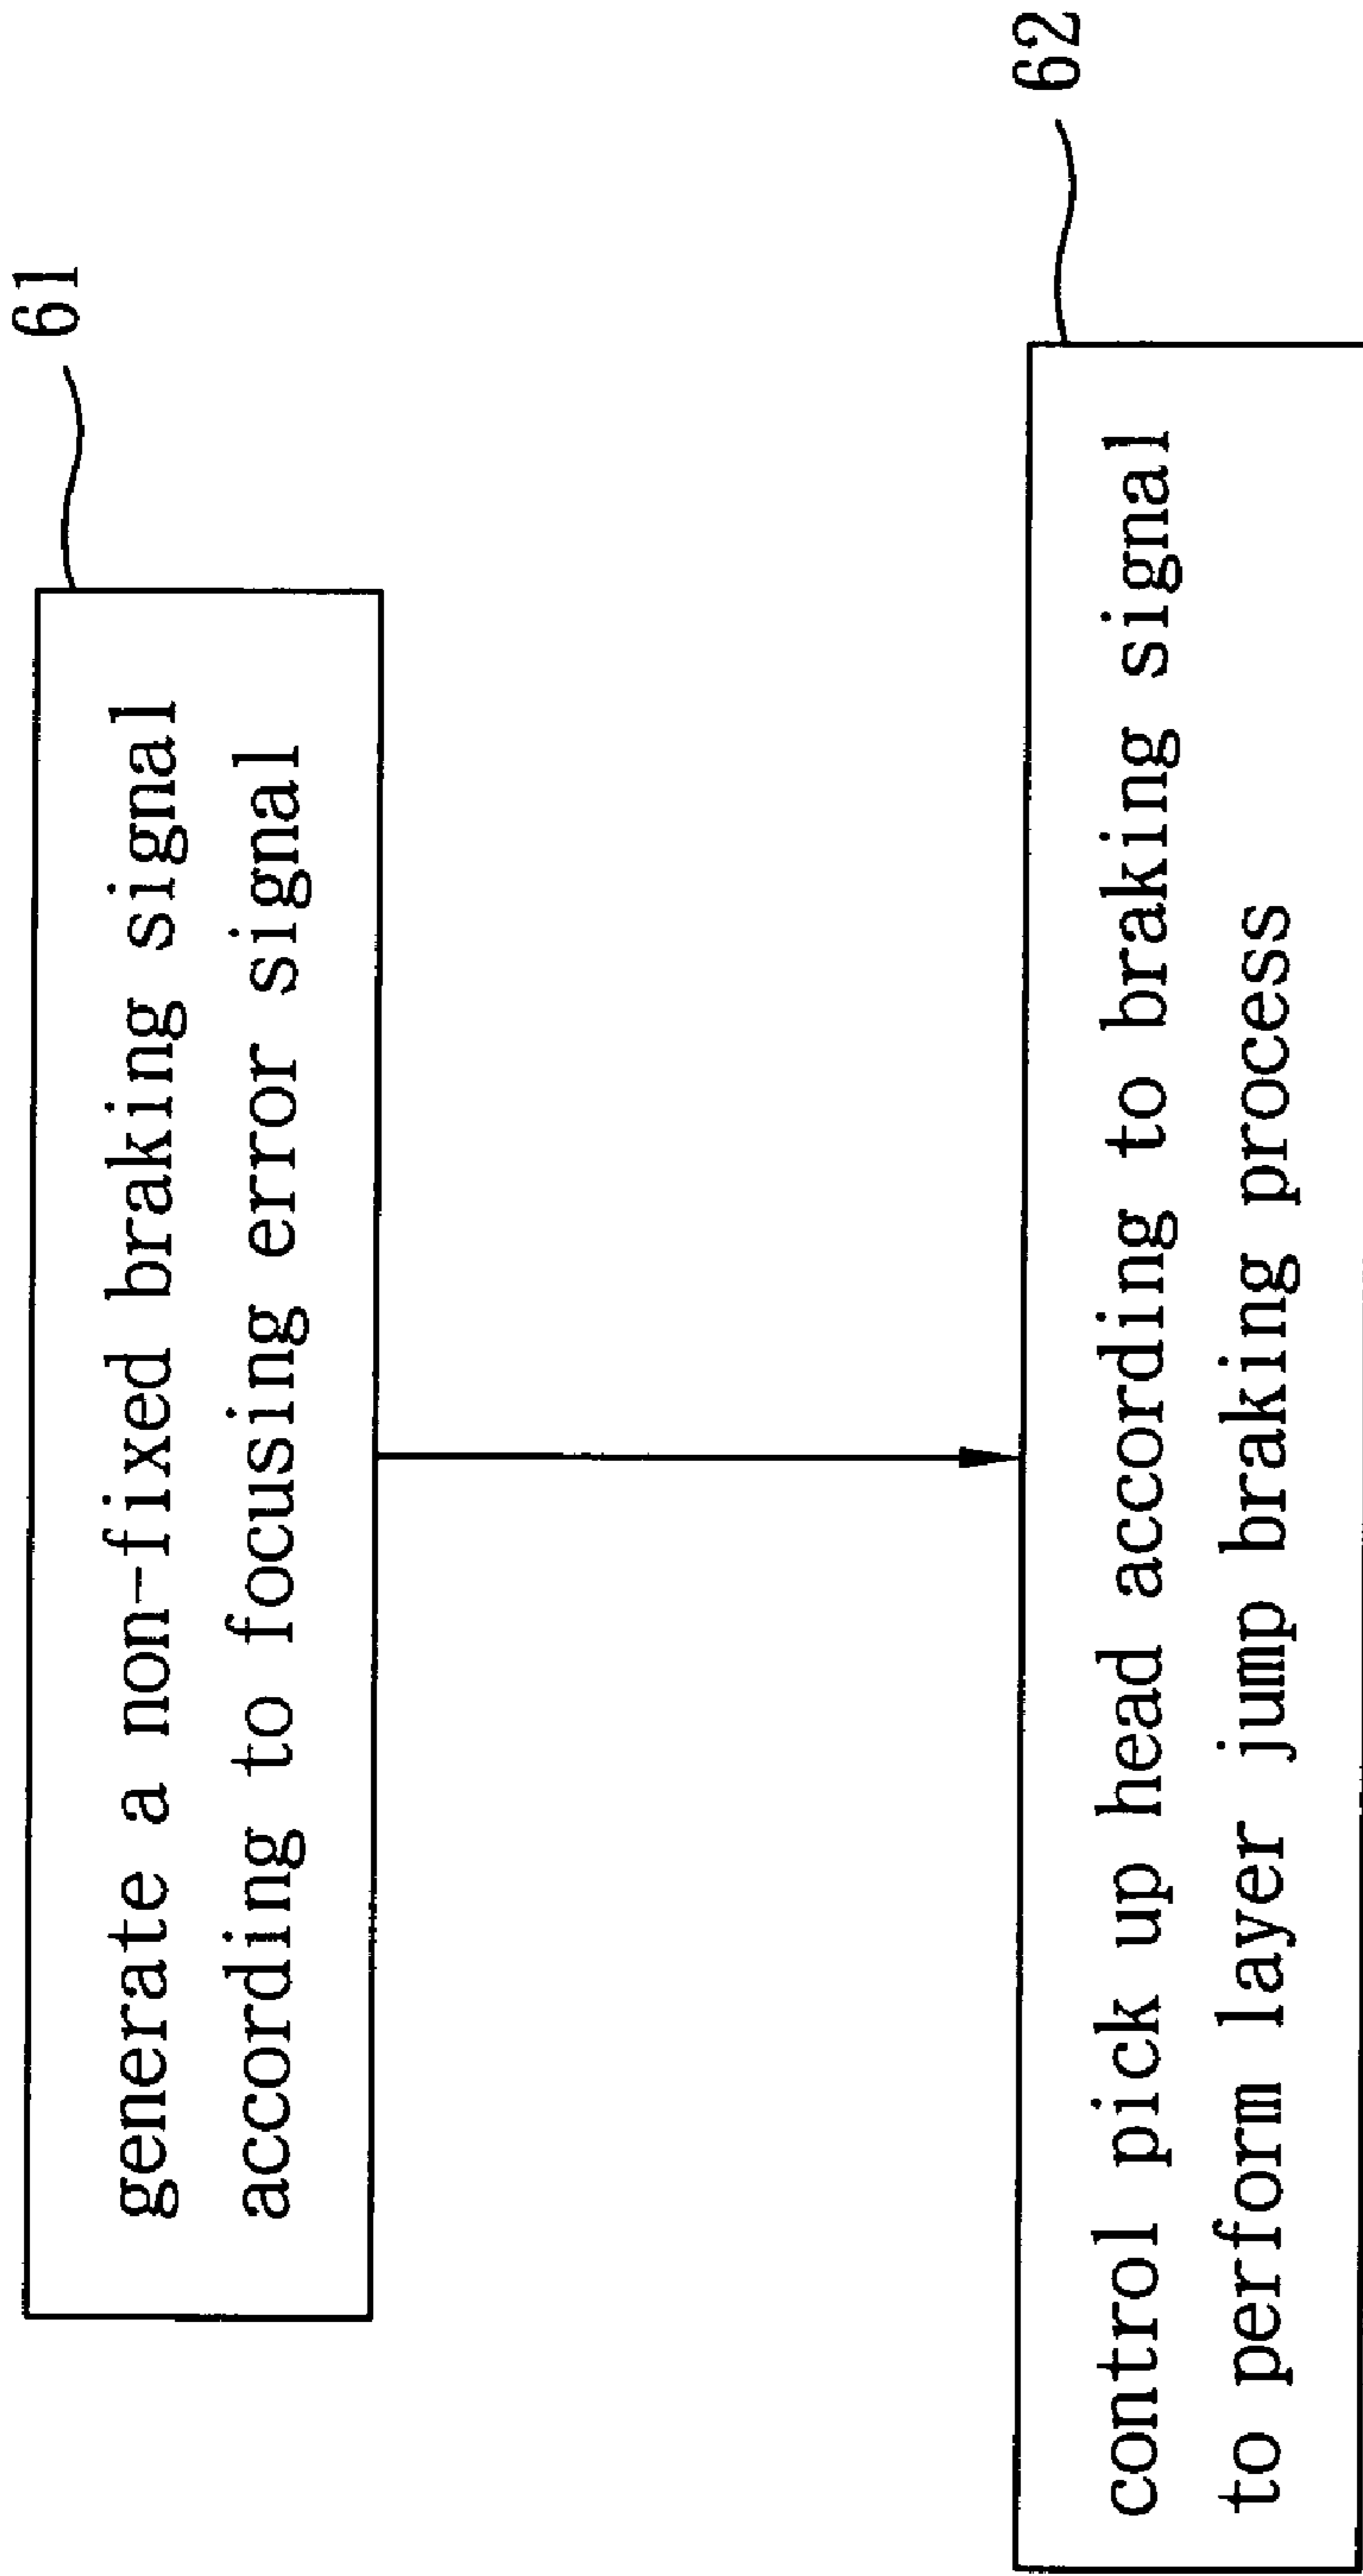 61
generate a non-fixed braking signal
according to focusing error signal
62
control pick up head according to braking signal
to perform layer jump braking process